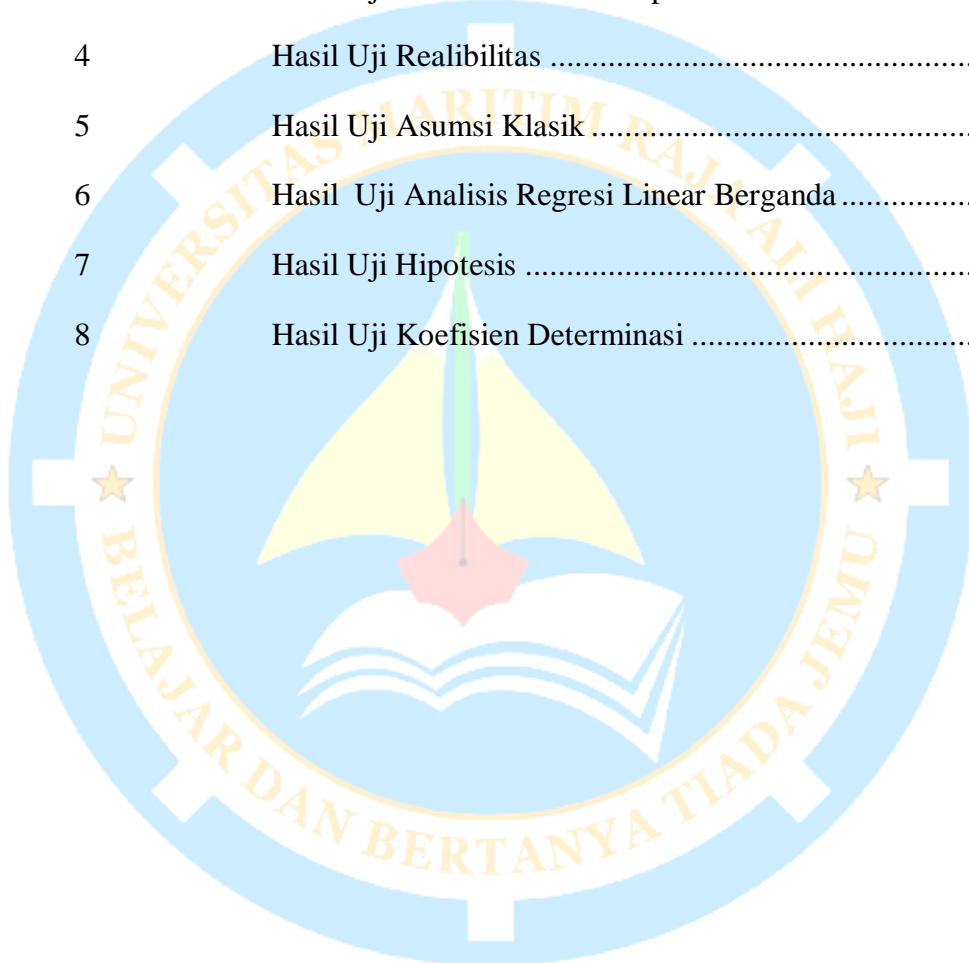 4 Hasil Uji Realibilitas ....................................................
5 Hasil Uji Asumsi Klasik ................................................
6 Hasil  Uji Analisis Regresi Linear Berganda ................
7 Hasil Uji Hipotesis .......................................................
8 Hasil Uji Koefisien Determinasi ..................................
UNIVERSITAS MARITIM RAJA ALI HAJI
BELAJAR DAN BERTANYA TIADA JEMU